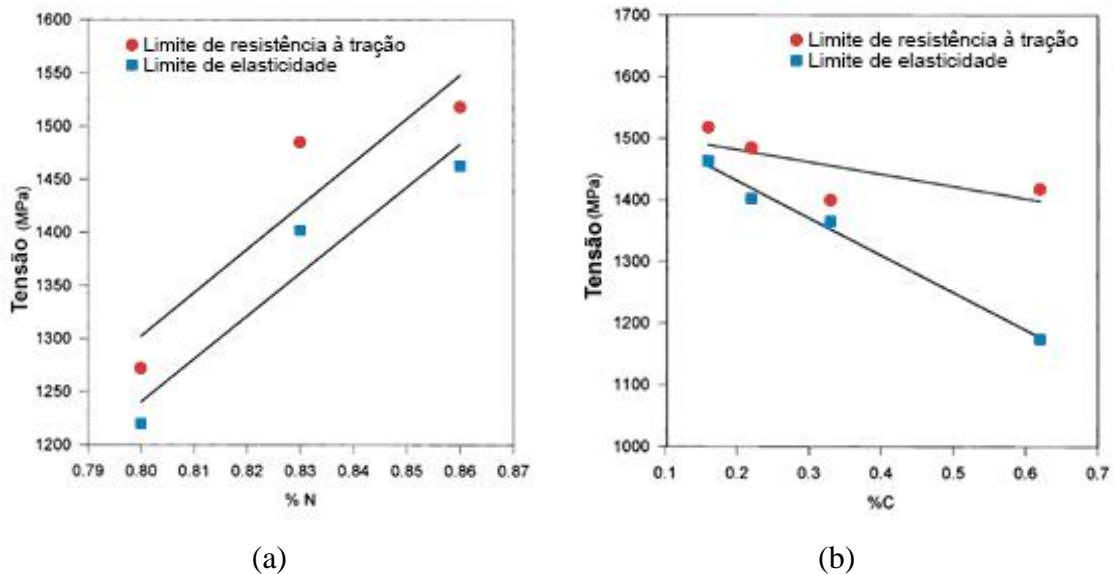 1600
1550
1500
1450
1400
1350
1300
1250
1200
Tensão (MPa)
Limite de resistência à tração
Limite de elasticidade
0.79 0.80 0.81 0.82 0.83 0.84 0.85 0.86 0.87
% N
(a)
1700
1600
1500
1400
1300
1200
1100
1000
Tensão (MPa)
Limite de resistência à tração
Limite de elasticidade
0.1 0.2 0.3 0.4 0.5 0.6 0.7
%C
(b)